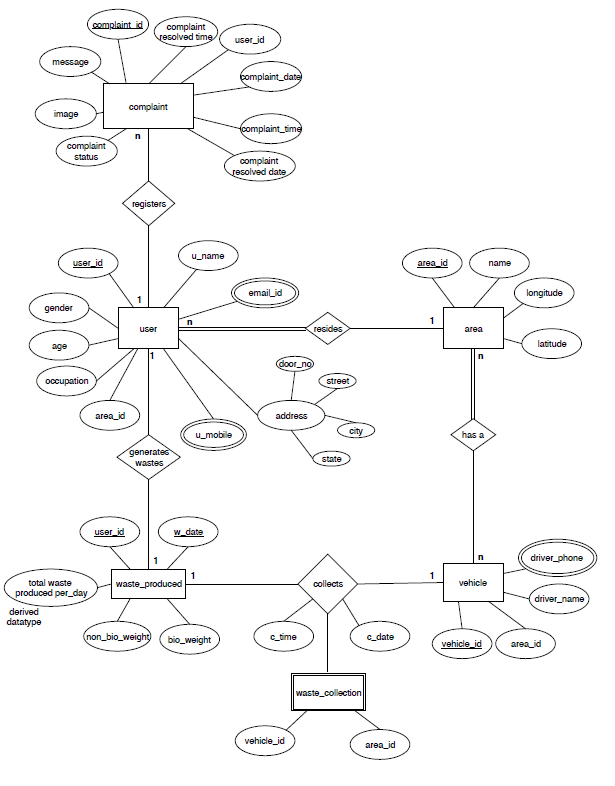 complaint_id
complaint
resolved time
user_id
message
complaint_date
complaint
image
complaint_time
n
complaint
status
complaint
resolved date
registers
u_name
user_id
area_id
name
email_id
longitude
gender
1
n
1
user
resides
area
age
latitude
1
n
door_no
occupation
street
area_id
address
u_mobile
city
has a
generates
wastes
state
user_id
w_date
1
n
driver_phone
total waste
produced per_day
waste_produced
1
collects
1
vehicle
driver_name
derived
datatype
non_bio_weight
bio_weight
c_time
c_date
vehicle_id
area_id
waste_collection
vehicle_id
area_id